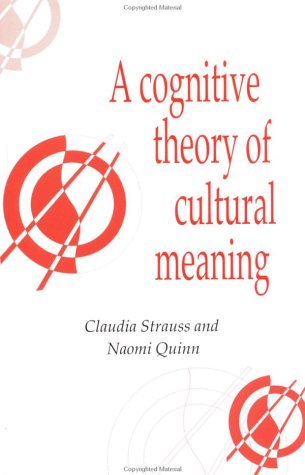 Copyrighted Material
A cognitive
theory of
cultural
meaning
Claudia Strauss and
Naomi Quinn
Copyrighted Material